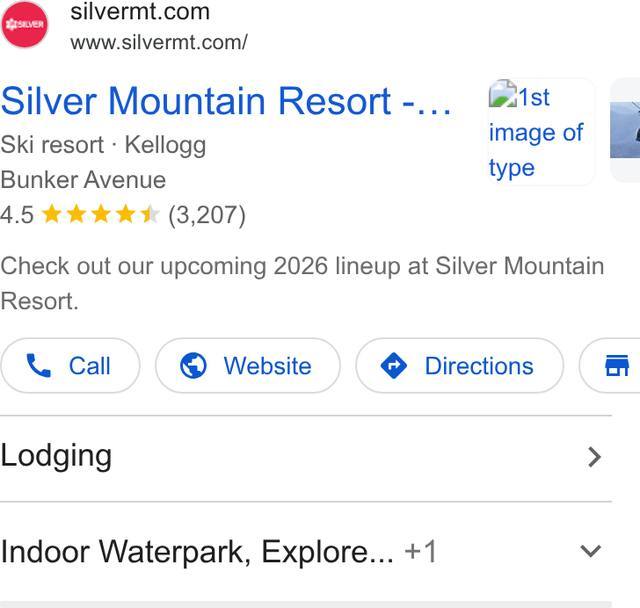 SILVER
silvermt.com
www.silvermt.com/
Silver Mountain Resort -...
1st
image of
type
Ski resort · Kellogg
Bunker Avenue
4.5 (3,207)
Check out our upcoming 2026 lineup at Silver Mountain
Resort.
Call Website Directions
Lodging
Indoor Waterpark, Explore... +1